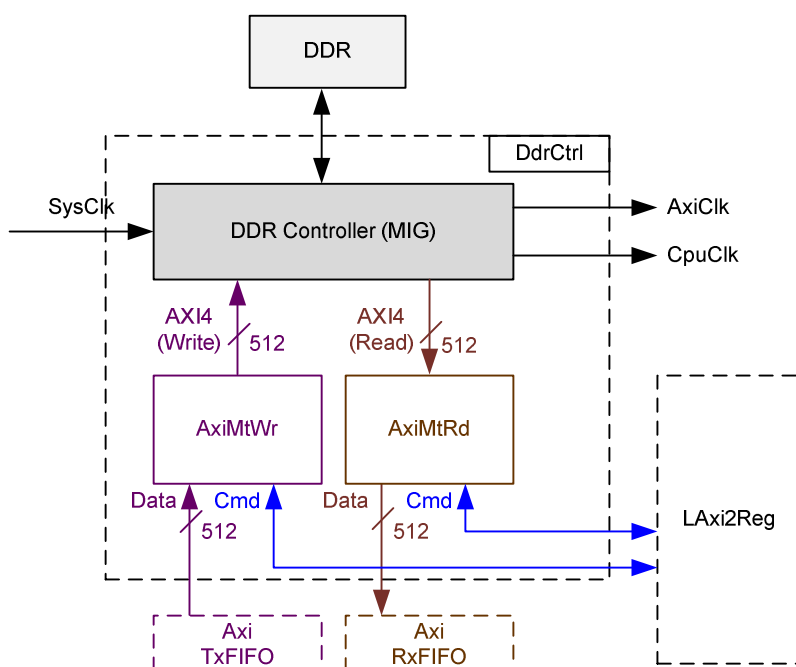 DDR
DdrCtrl
SysClk
DDR Controller (MIG)
AxiClk
CpuClk
AXI4
(Write)
512
AXI4
(Read)
512
AxiMtWr
AxiMtRd
Data
Cmd
512
Data
Cmd
512
LAxi2Reg
Axi
TxFIFO
Axi
RxFIFO